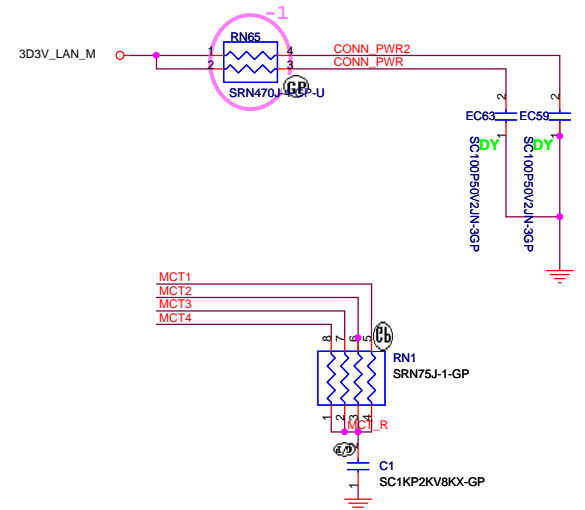 -1
RN65
3D3V_LAN_M
1
4
CONN_PWR2
2
3
CONN_PWR
SRN470J-4-GP-U
GP
2
2
EC63
EC59
1
1
DY
DY
SC100P50V2JN-3GP
SC100P50V2JN-3GP
MCT1
MCT2
MCT3
MCT4
8
7
6
5
RN1
SRN75J-1-GP
1
2
3
4
MCT_R
2
C1
SC1KP2KV8KX-GP
1